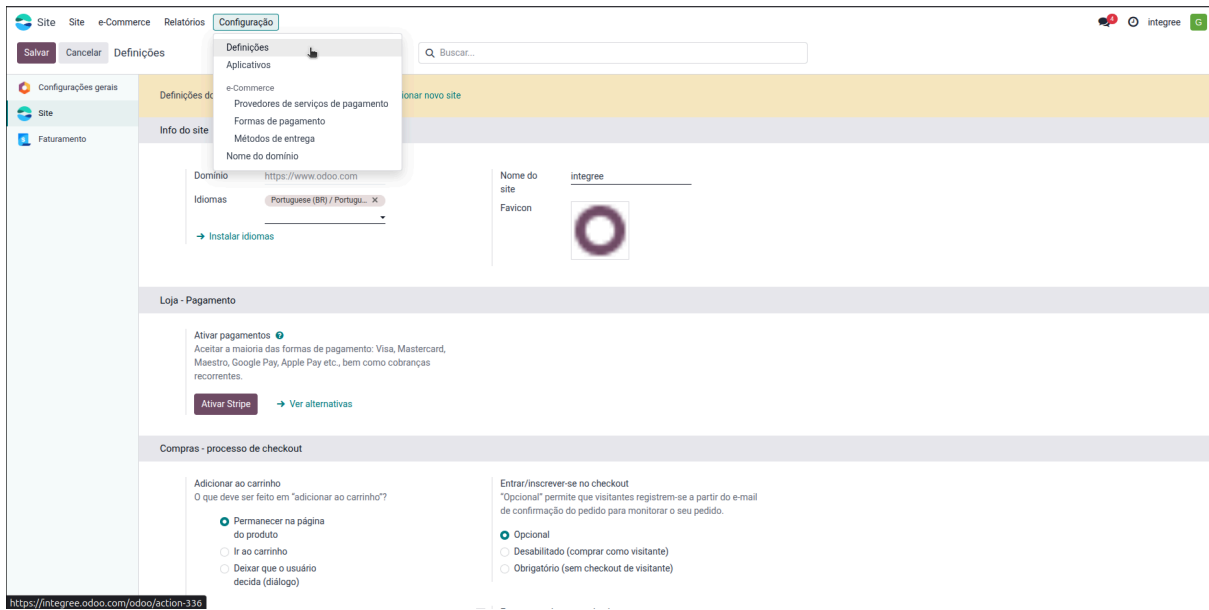 Site Site e-Commerce Relatórios Configuração 4 integree G
Salvar Cancelar Definições Buscar...
Definições
Aplicativos
e-Commerce
Provedores de serviços de pagamento
Formas de pagamento
Métodos de entrega
Nome do domínio
Configurações gerais
Site
Faturamento
Definições do ionar novo site
Info do site
Domínio https://www.odoo.com
Idiomas Portuguese (BR) / Portugu...
Instalar idiomas
Nome do
site
integree
Favicon
Loja - Pagamento
Ativar pagamentos ?
Aceitar a maioria das formas de pagamento: Visa, Mastercard,
Maestro, Google Pay, Apple Pay etc., bem como cobranças
recorrentes.
Ativar Stripe Ver alternativas
Compras - processo de checkout
Adicionar ao carrinho
O que deve ser feito em "adicionar ao carrinho"?
Permanecer na página
do produto
Ir ao carrinho
Deixar que o usuário
decida (diálogo)
Entrar/inscrever-se no checkout
"Opcional" permite que visitantes registrem-se a partir do e-mail
de confirmação do pedido para monitorar o seu pedido.
Opcional
Desabilitado (comprar como visitante)
Obrigatório (sem checkout de visitante)
https://integree.odoo.com/odoo/action-336